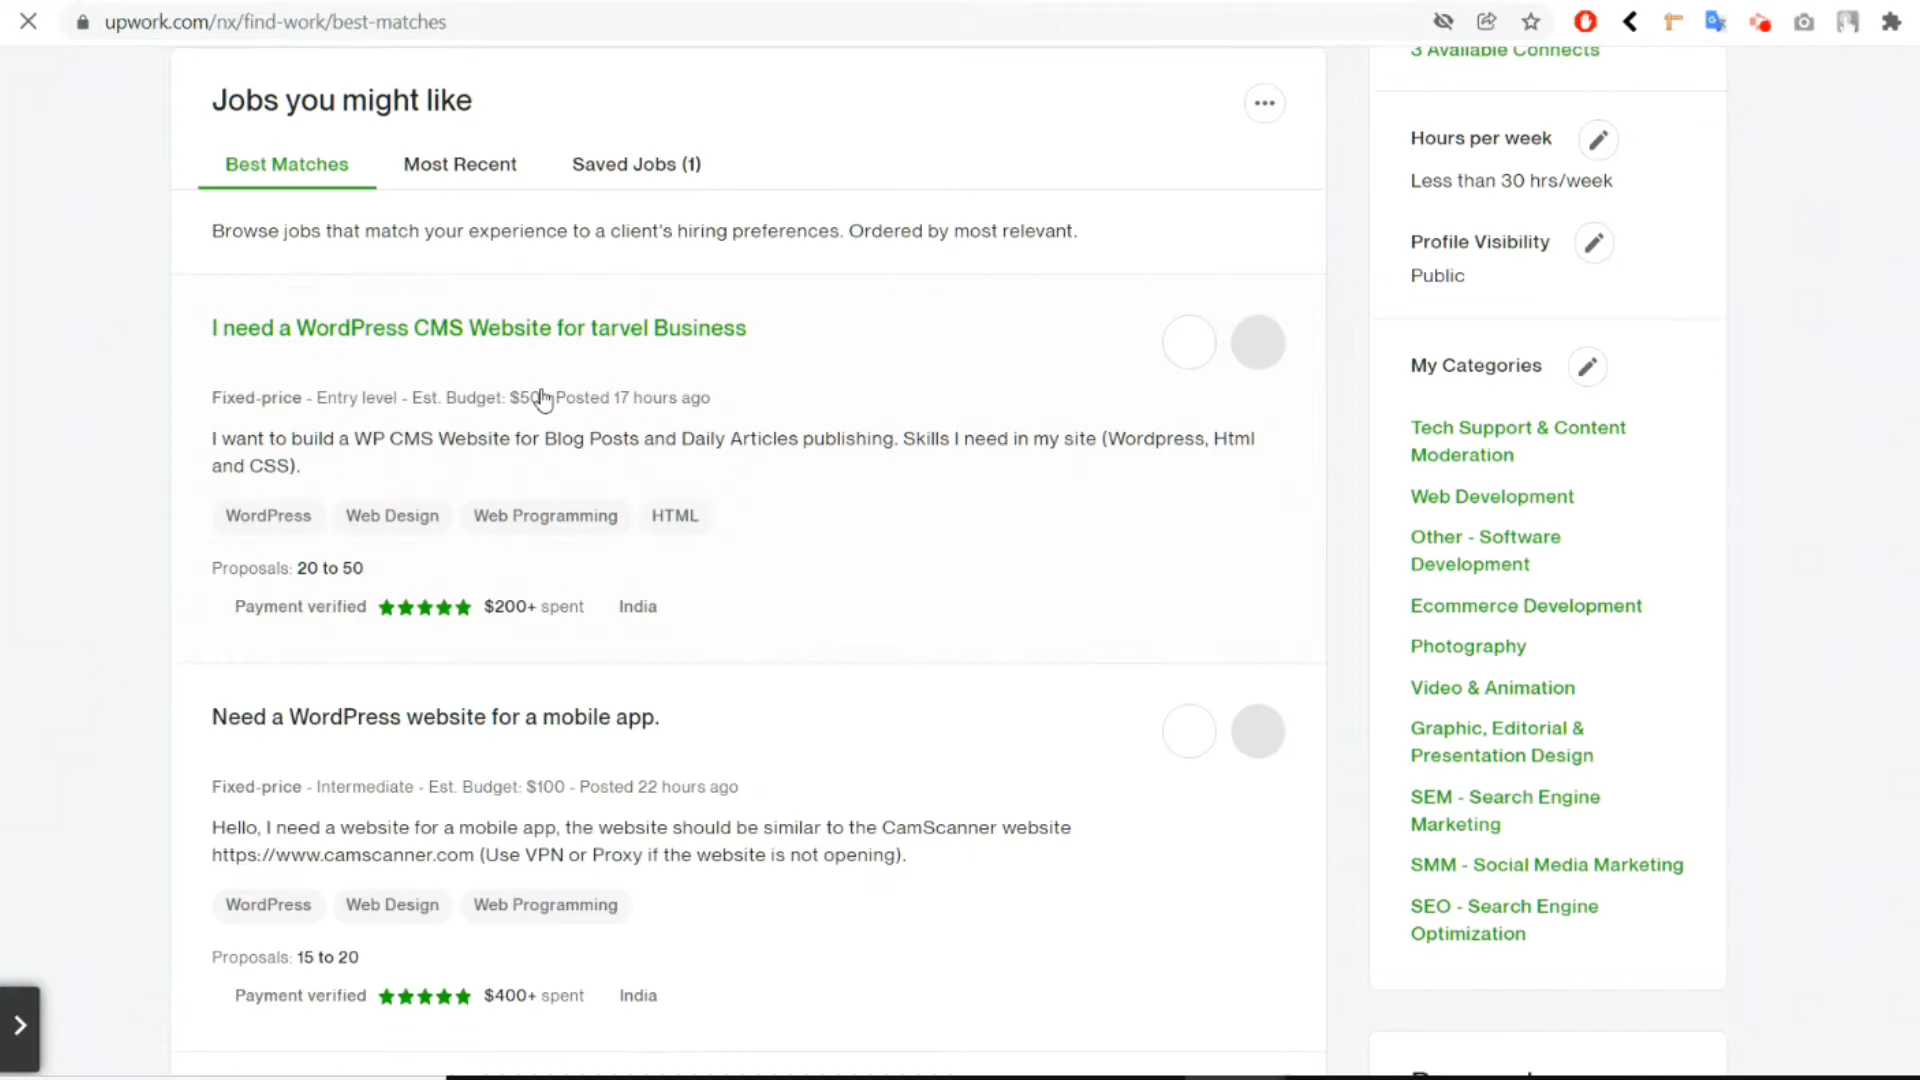 upwork.com/nx/find-work/best-matches
3 Available Connects
Jobs you might like
Best Matches
Most Recent
Saved Jobs (1)
Browse jobs that match your experience to a client's hiring preferences. Ordered by most relevant.
I need a WordPress CMS Website for tarvel Business
Fixed-price - Entry level - Est. Budget: Posted 17 hours ago
I want to build a WP CMS Website for Blog Posts and Daily Articles publishing. Skills I need in my site (Wordpress, Html
and CSS).
WordPress
Web Design
Web Programming
HTML
Proposals: 20 to 50
Payment verified
$200+ spent
India
Need a WordPress website for a mobile app.
Fixed-price - Intermediate - Est. Budget: $100 - Posted 22 hours ago
Hello, I need a website for a mobile app, the website should be similar to the CamScanner website
https://www.camscanner.com (Use VPN or Proxy if the website is not opening).
WordPress
Web Design
Web Programming
Proposals: 15 to 20
Payment verified
$400+ spent
India
Hours per week
Less than 30 hrs/week
Profile Visibility
Public
My Categories
Tech Support & Content
Moderation
Web Development
Other - Software
Development
Ecommerce Development
Photography
Video & Animation
Graphic, Editorial &
Presentation Design
SEM - Search Engine
Marketing
SMM - Social Media Marketing
SEO - Search Engine
Optimization